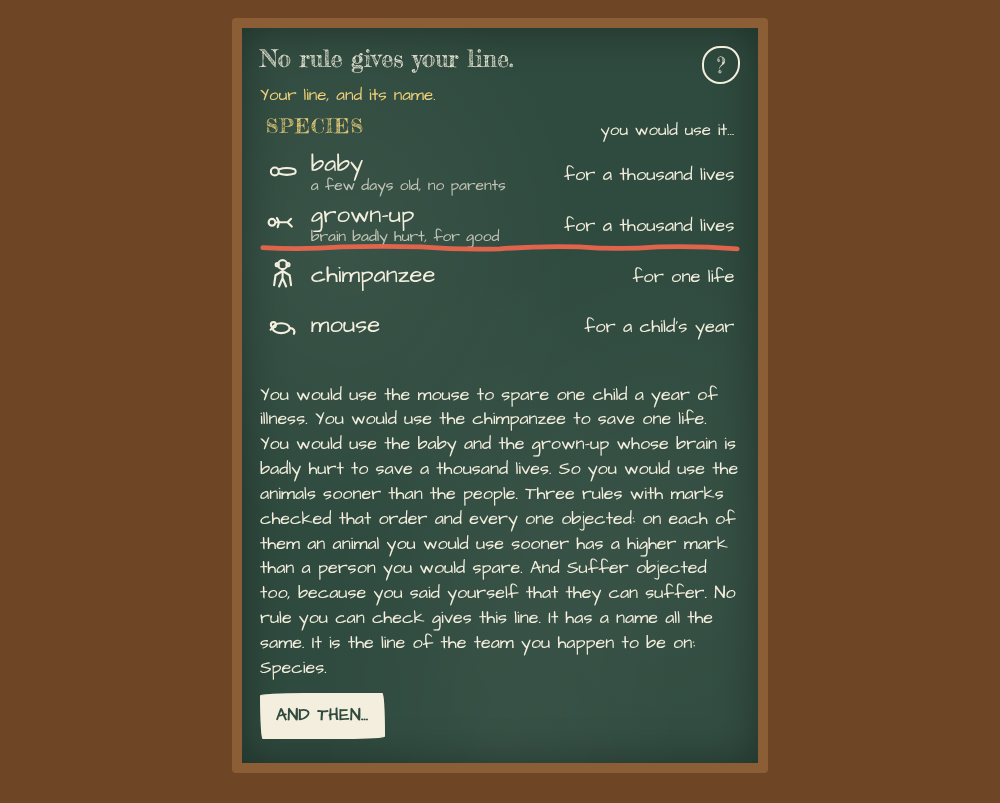 No rule gives your line.
?
Your line, and its name.
SPECIES
you would use it...
baby
a few days old, no parents
for a thousand lives
grown-up
brain badly hurt, for good
for a thousand lives
chimpanzee
for one life
mouse
for a child's year
You would use the mouse to spare one child a year of
illness. You would use the chimpanzee to save one life.
You would use the baby and the grown-up whose brain is
badly hurt to save a thousand lives. So you would use the
animals sooner than the people. Three rules with marks
checked that order and every one objected: on each of
them an animal you would use sooner has a higher mark
than a person you would spare. And Suffer objected
too, because you said yourself that they can suffer. No
rule you can check gives this line. It has a name all the
same. It is the line of the team you happen to be on:
Species.
AND THEN...